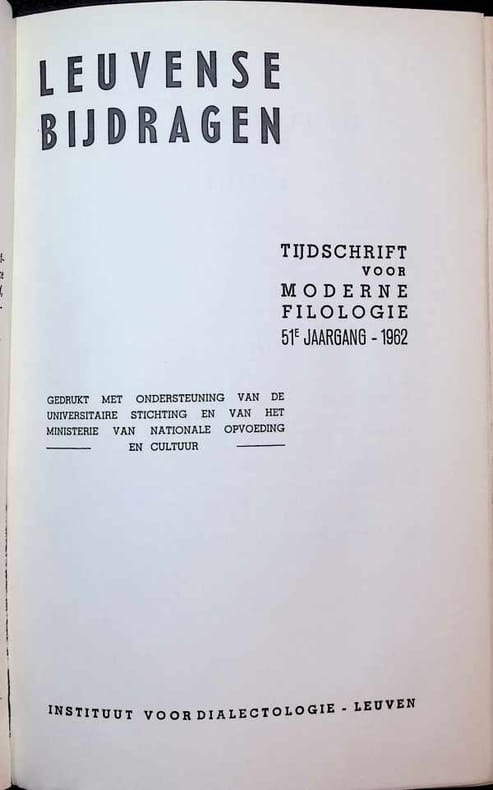 LEUVENSE
BIJDRAGEN
TIJDSCHRIFT
VOOR
MODERNE
FILOLOGIE
51E JAARGANG - 1962
GEDRUKT MET ONDERSTEUNING VAN DE
UNIVERSITAIRE STICHTING EN VAN HET
MINISTERIE VAN NATIONALE OPVOEDING
EN CULTUUR
INSTITUUT VOOR DIALECTOLOGIE - LEUVEN